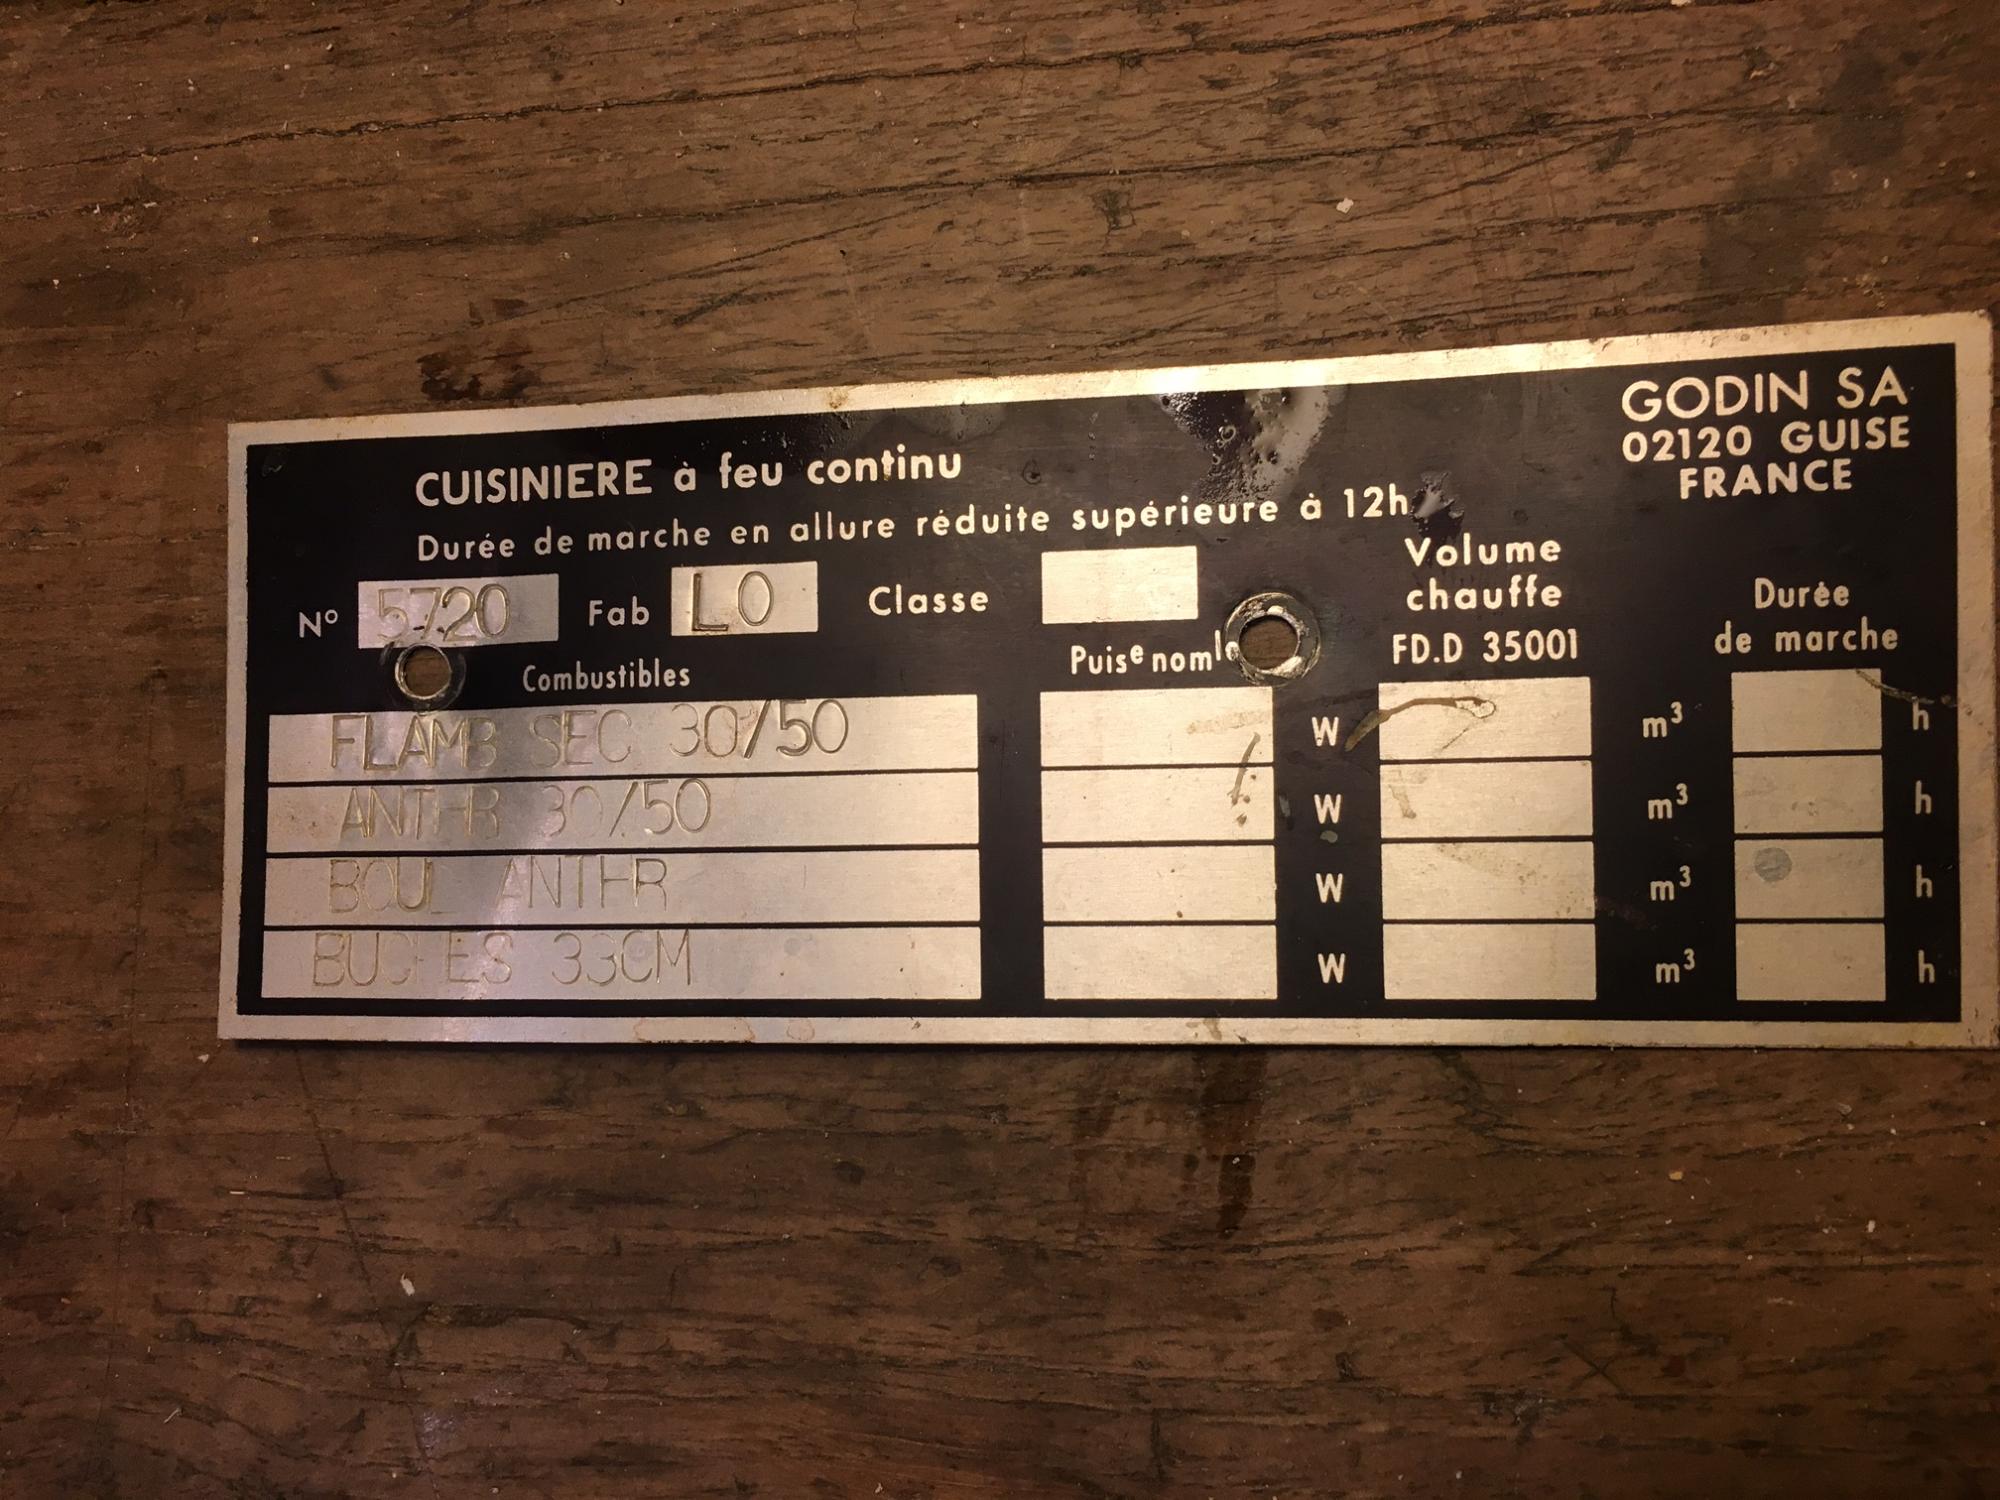 GODIN SA
02120 GUISE
FRANCE
CUISINIERE à feu continu
Durée de marche en allure réduite supérieure à 12h
N° 5720 Fab LO Classe
Combustibles
Puisᵉ nomˡᵉ
Volume
chauffe
FD.D 35001
Durée
de marche
FLAMB SEC 30/50 W m³ h
ANTHR 30/50 W m³ h
BOUL ANTHR W m³ h
BUCHES 33CM W m³ h